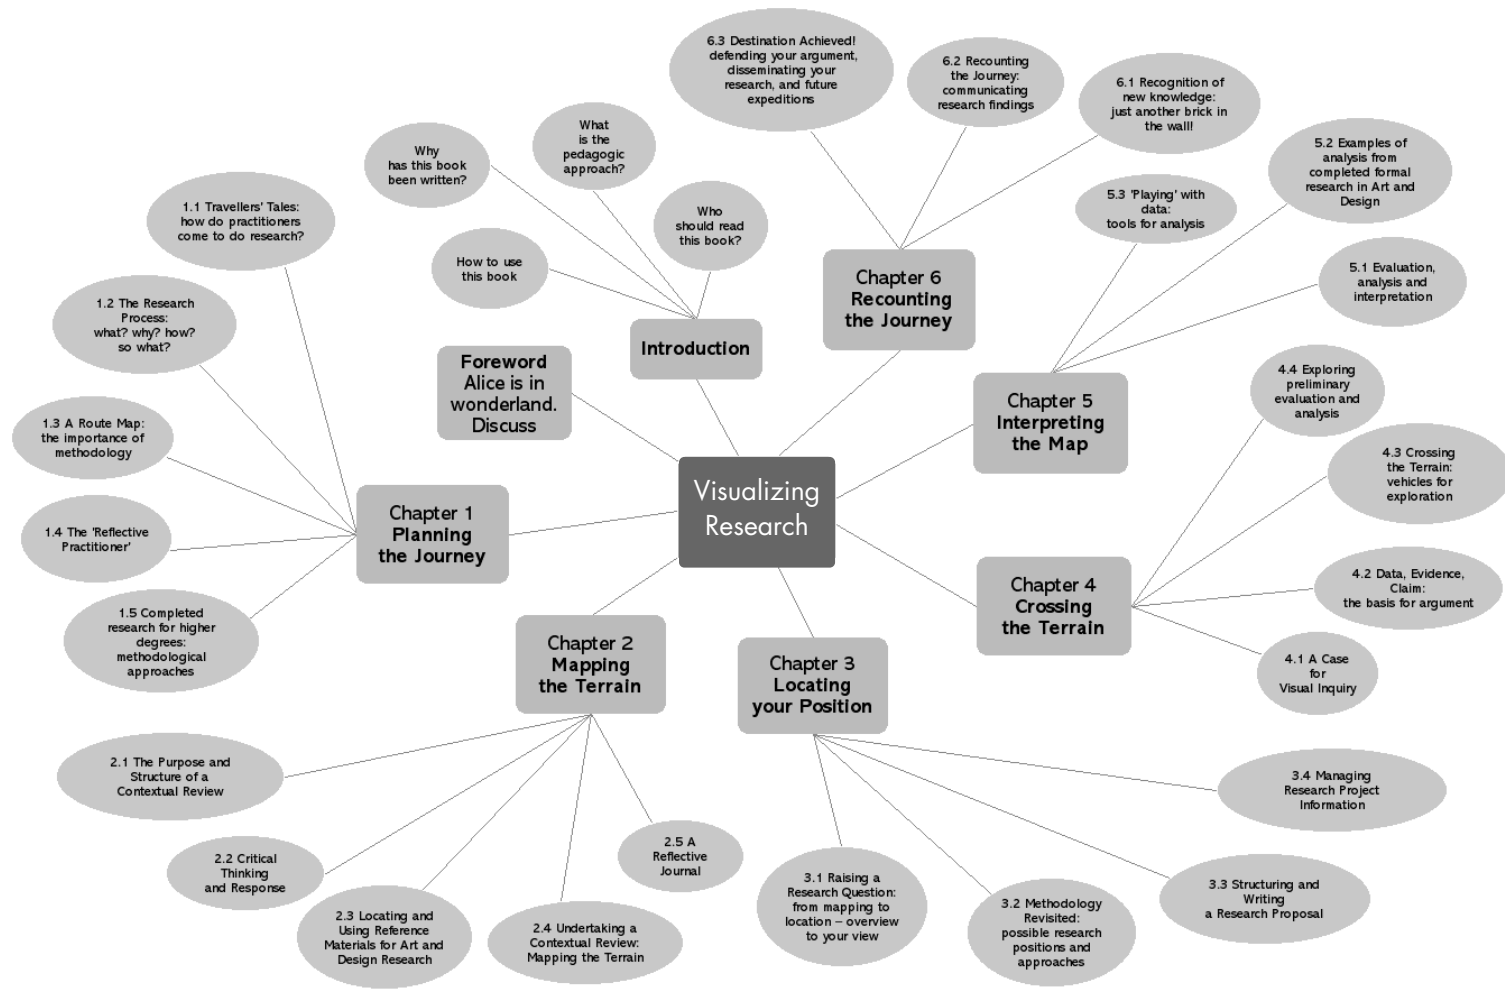 Visualizing
Research
Foreword
Alice is in
wonderland.
Discuss
Introduction
How to use
this book
Why
has this book
been written?
What
is the
pedagogic
approach?
Who
should read
this book?
Chapter 1
Planning
the Journey
1.1 Travellers' Tales:
how do practitioners
come to do research?
1.2 The Research
Process:
what? why? how?
so what?
1.3 A Route Map:
the importance of
methodology
1.4 The 'Reflective
Practitioner'
1.5 Completed
research for higher
degrees:
methodological
approaches
Chapter 2
Mapping
the Terrain
2.1 The Purpose and
Structure of a
Contextual Review
2.2 Critical
Thinking
and Response
2.3 Locating and
Using Reference
Materials for Art and
Design Research
2.4 Undertaking a
Contextual Review:
Mapping the Terrain
2.5 A
Reflective
Journal
Chapter 3
Locating
your Position
3.1 Raising a
Research Question:
from mapping to
location – overview
to your view
3.2 Methodology
Revisited:
possible research
positions and
approaches
3.3 Structuring and
Writing
a Research Proposal
3.4 Managing
Research Project
Information
Chapter 4
Crossing
the Terrain
4.1 A Case
for
Visual Inquiry
4.2 Data, Evidence,
Claim:
the basis for argument
4.3 Crossing
the Terrain:
vehicles for
exploration
4.4 Exploring
preliminary
evaluation and
analysis
Chapter 5
Interpreting
the Map
5.1 Evaluation,
analysis and
interpretation
5.2 Examples of
analysis from
completed formal
research in Art and
Design
5.3 'Playing' with
data:
tools for analysis
Chapter 6
Recounting
the Journey
6.1 Recognition of
new knowledge:
just another brick in
the wall!
6.2 Recounting
the Journey:
communicating
research findings
6.3 Destination Achieved!
defending your argument,
disseminating your
research, and future
expeditions